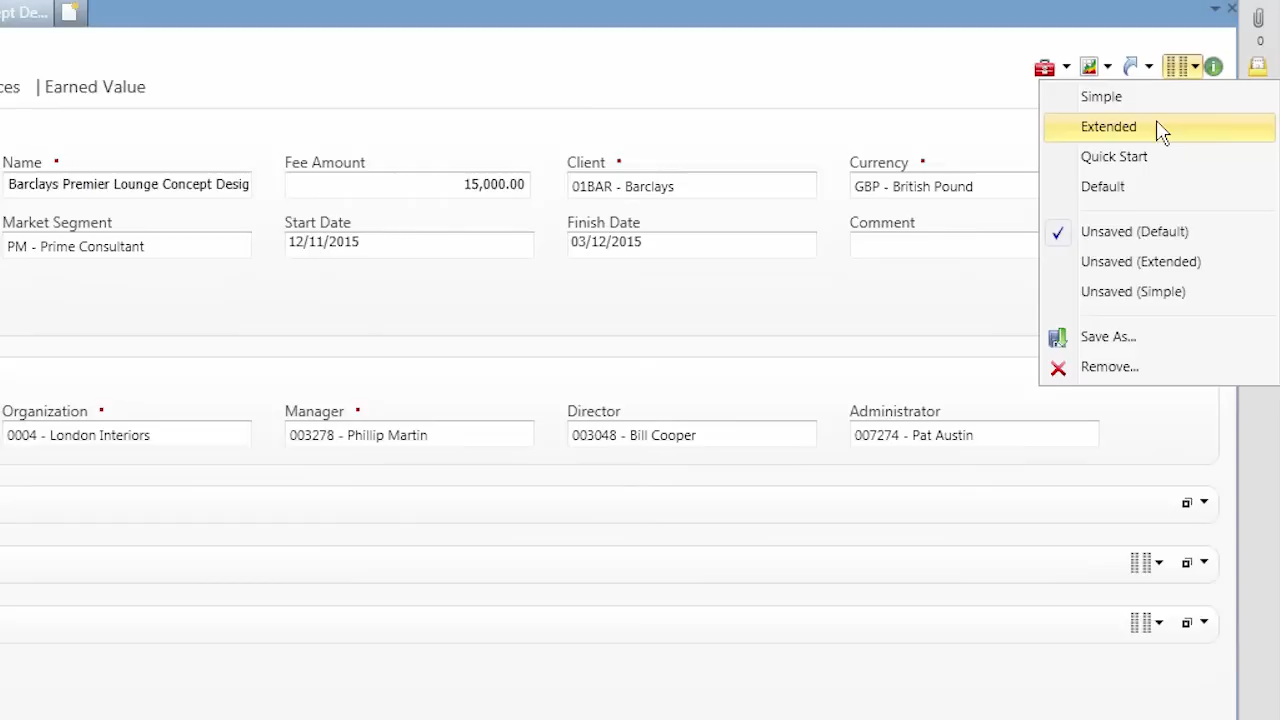 pt De...
0
ces | Earned Value
Simple
Extended
Quick Start
Default
Unsaved (Default)
Unsaved (Extended)
Unsaved (Simple)
Save As...
Remove...
Name Fee Amount Client Currency
Barclays Premier Lounge Concept Desig 15,000.00 01BAR - Barclays GBP - British Pound
Market Segment Start Date Finish Date Comment
PM - Prime Consultant 12/11/2015 03/12/2015
Organization Manager Director Administrator
0004 - London Interiors 003278 - Phillip Martin 003048 - Bill Cooper 007274 - Pat Austin